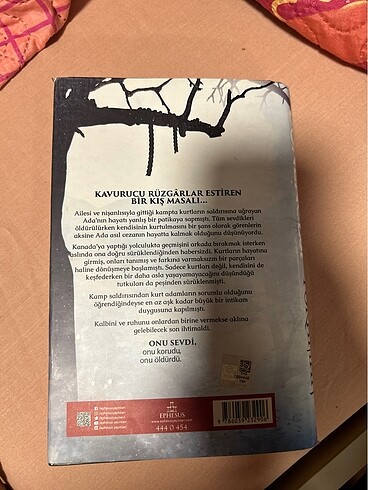 KAVURUCU RÜZGÂRLAR ESTİREN
BİR KIŞ MASALI...
Ailesi ve nişanlısıyla gittiği kampta kurtların saldırısına uğrayan
Ada'nın hayatı yanlış bir patikaya sapmıştı. Tüm sevdikleri
öldürülürken kendisinin kurtulmasını bir şans olarak görenlerin
aksine Ada asıl cezanın hayatta kalmak olduğunu düşünüyordu.
Kanada'ya yaptığı yolculukta geçmişini arkada bırakmak isterken
aslında ona doğru sürüklendiğinden habersizdi. Kurtların hayatına
girmiş, onları tanımış ve farkına varmaksızın bir parçaları
haline dönüşmeye başlamıştı. Sadece kurtları değil, kendisini de
keşfederken bir daha asla yaşamayacağını düşündüğü
tutkuları da peşinden sürüklenmişti.
Kamp saldırısından kurt adamların sorumlu olduğunu
öğrendiğindeyse en az aşk kadar büyük bir intikam
duygusuna kapılmıştı.
Kalbini ve ruhunu onlardan birine vermekse aklına
gelebilecek son ihtimaldi.
ONU SEVDİ,
onu korudu,
onu öldürdü.
EPHESUS
444 0 454